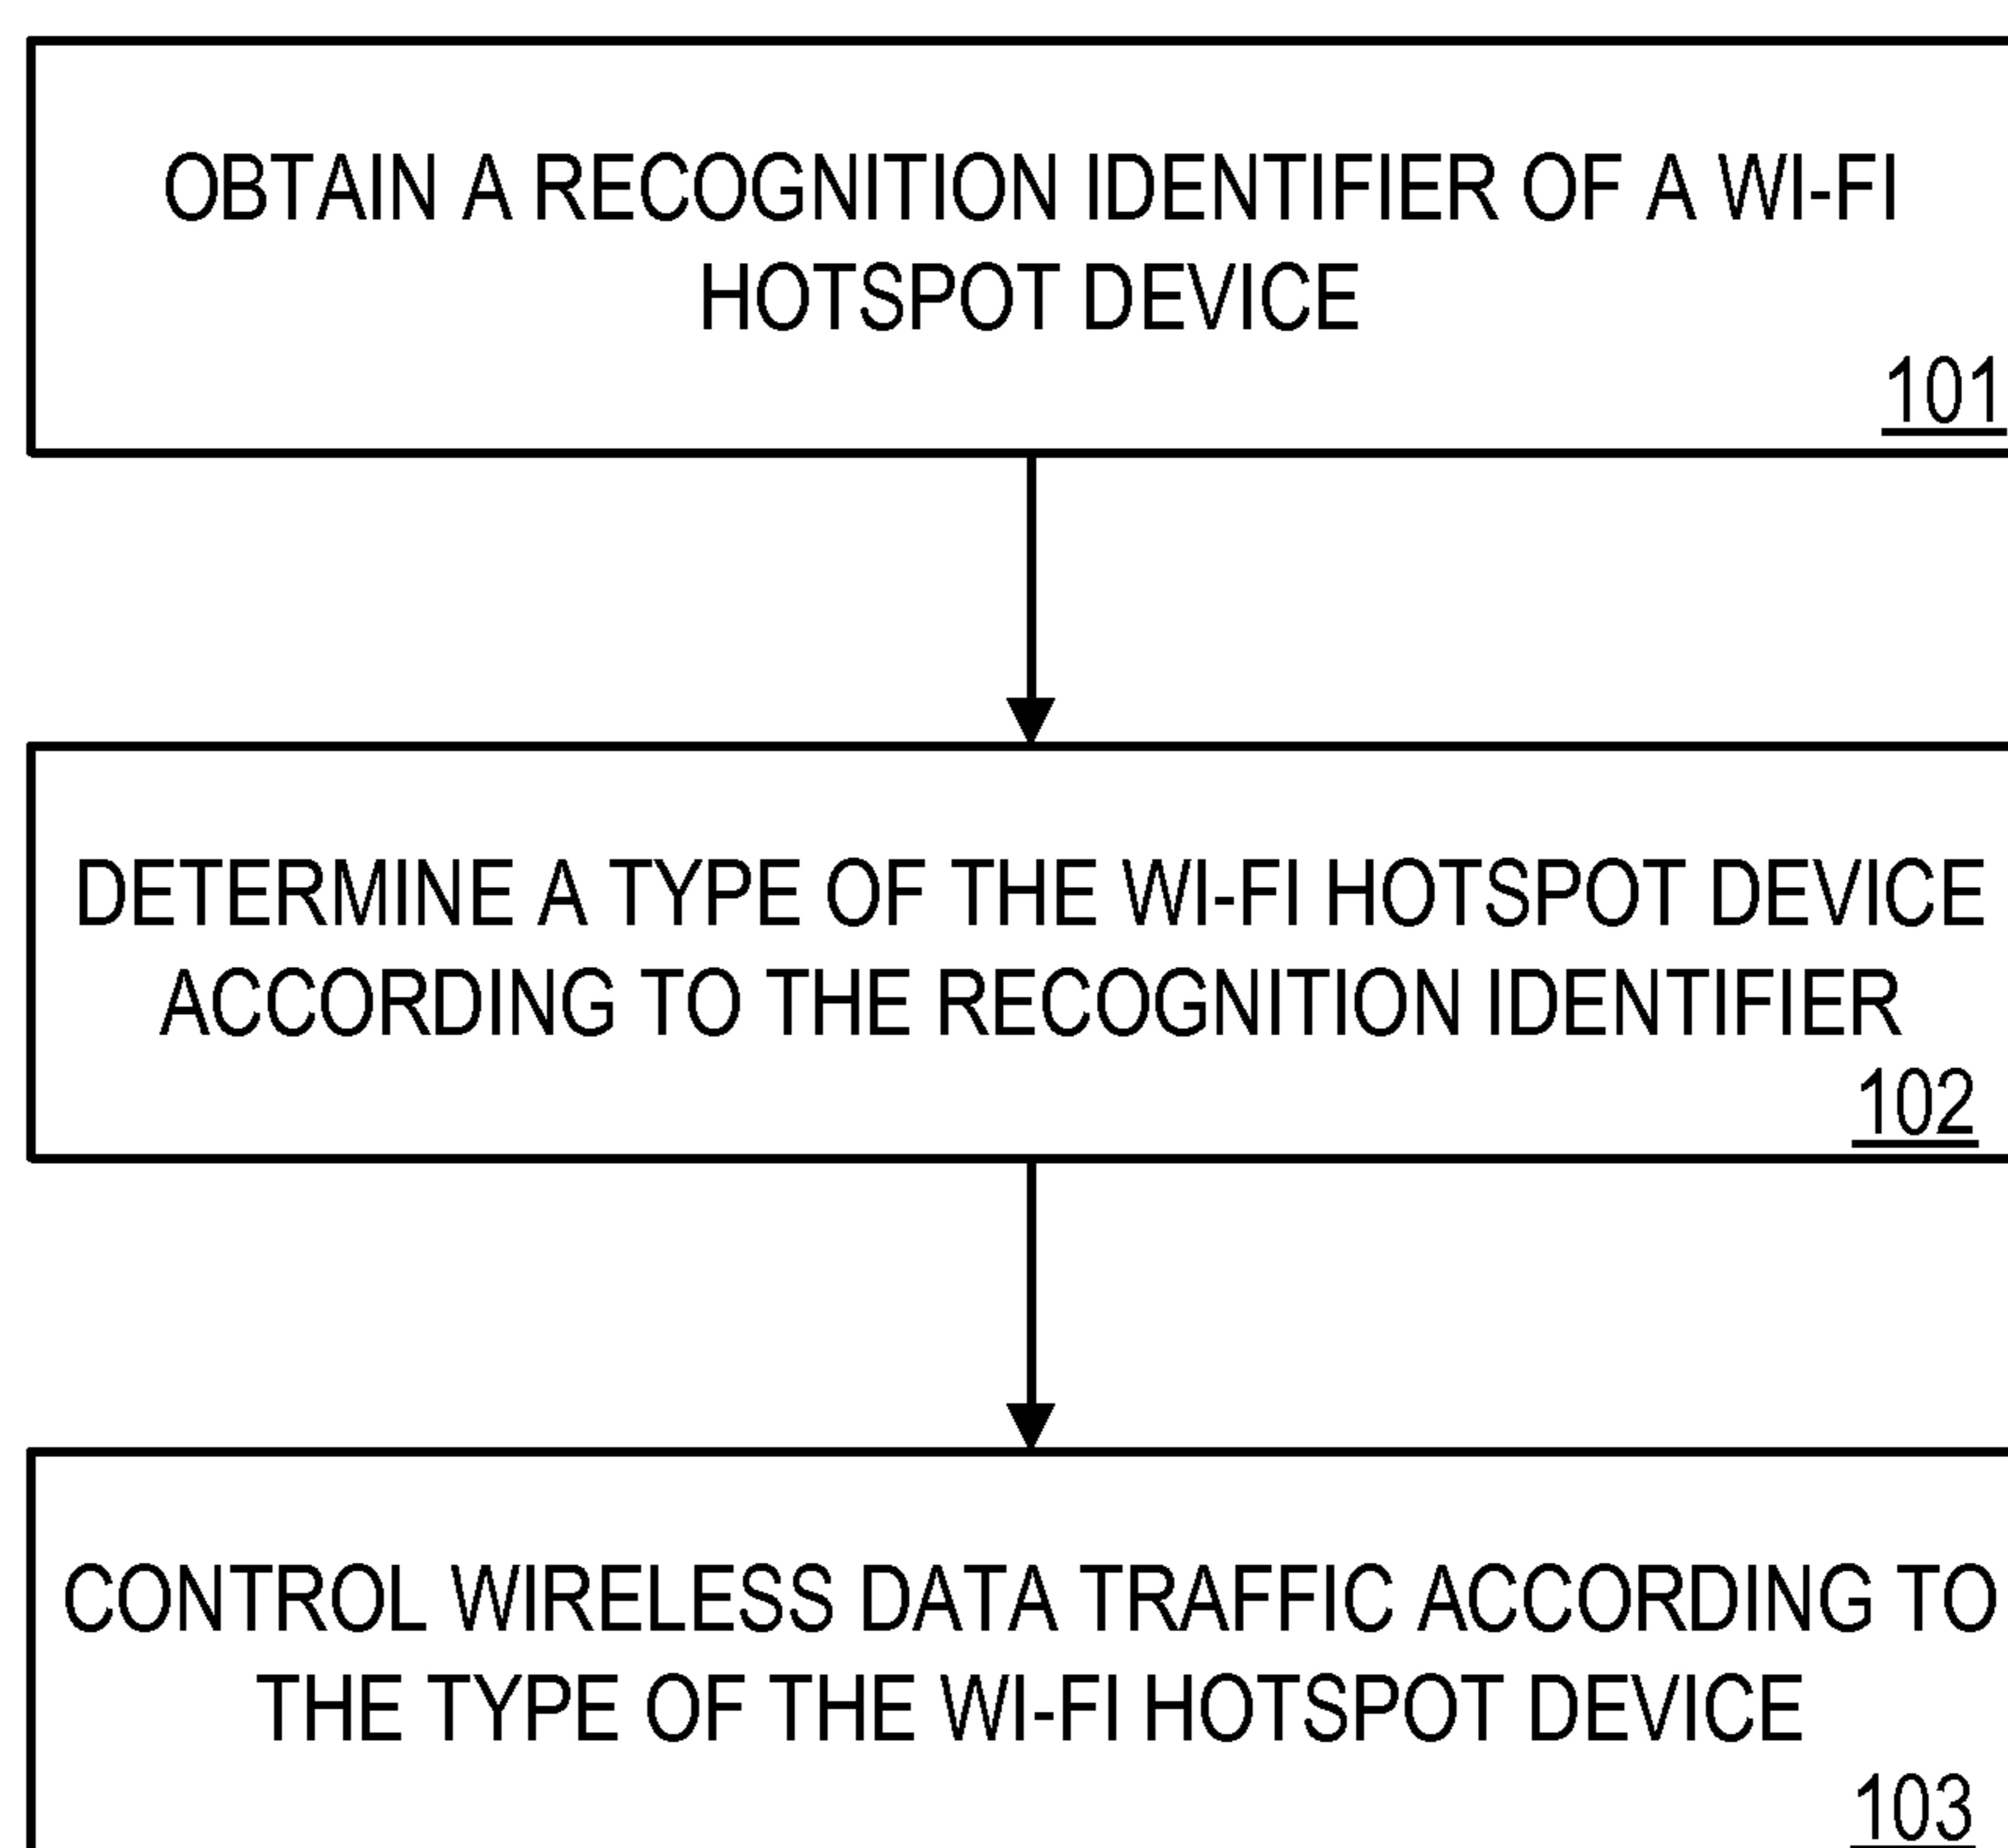 OBTAIN A RECOGNITION IDENTIFIER OF A WI-FI
HOTSPOT DEVICE
101
DETERMINE A TYPE OF THE WI-FI HOTSPOT DEVICE
ACCORDING TO THE RECOGNITION IDENTIFIER
102
CONTROL WIRELESS DATA TRAFFIC ACCORDING TO
THE TYPE OF THE WI-FI HOTSPOT DEVICE
103